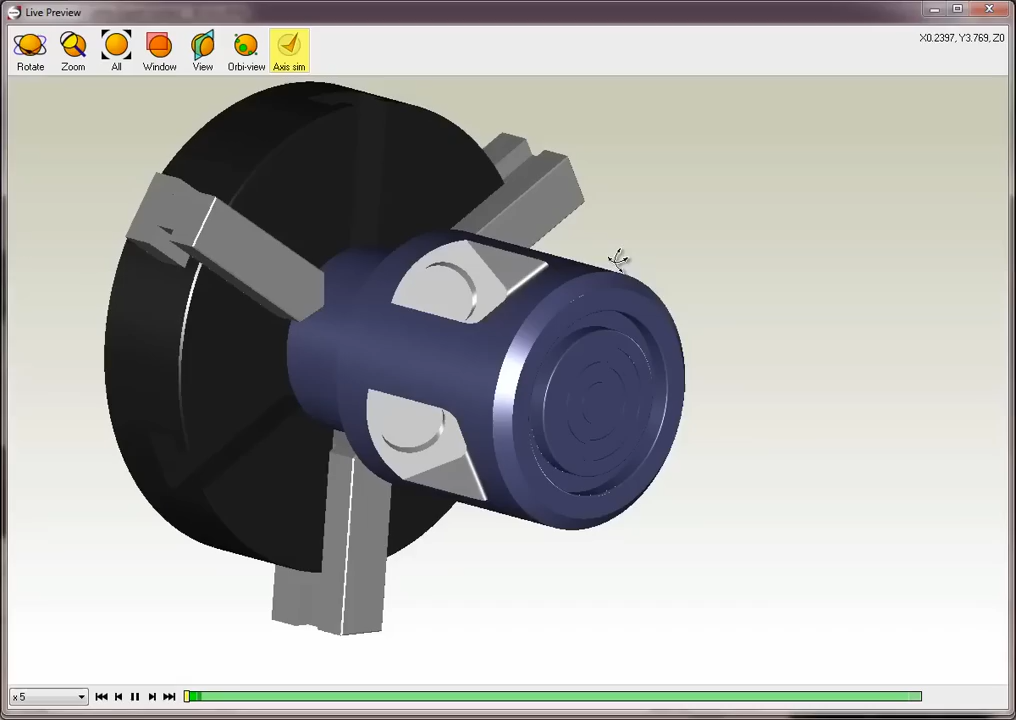 Live Preview
Rotate Zoom All Window View Orbi-view Axis sim
X0.2397, Y3.769, Z0
x 5